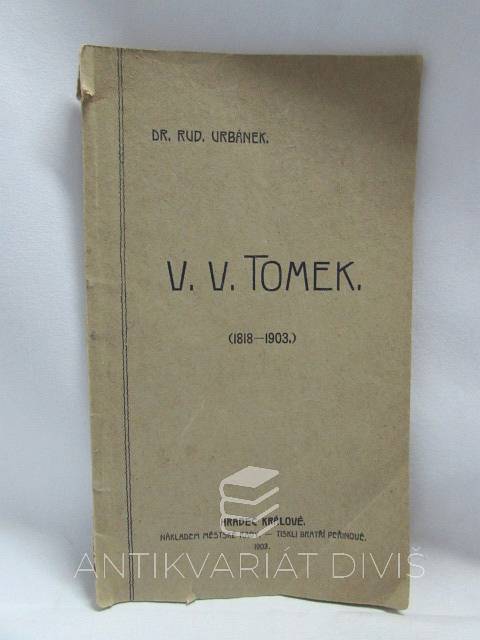 DR. RUD. URBÁNEK.
V. V. TOMEK.
(1818—1903.)
HRADEC KRÁLOVÉ.
NÁKLADEM MĚSTSKÉ RADY. — TISKLI BRATŘÍ PEŘINOVÉ.
1903.
ANTIKVARIÁT DIVIŠ